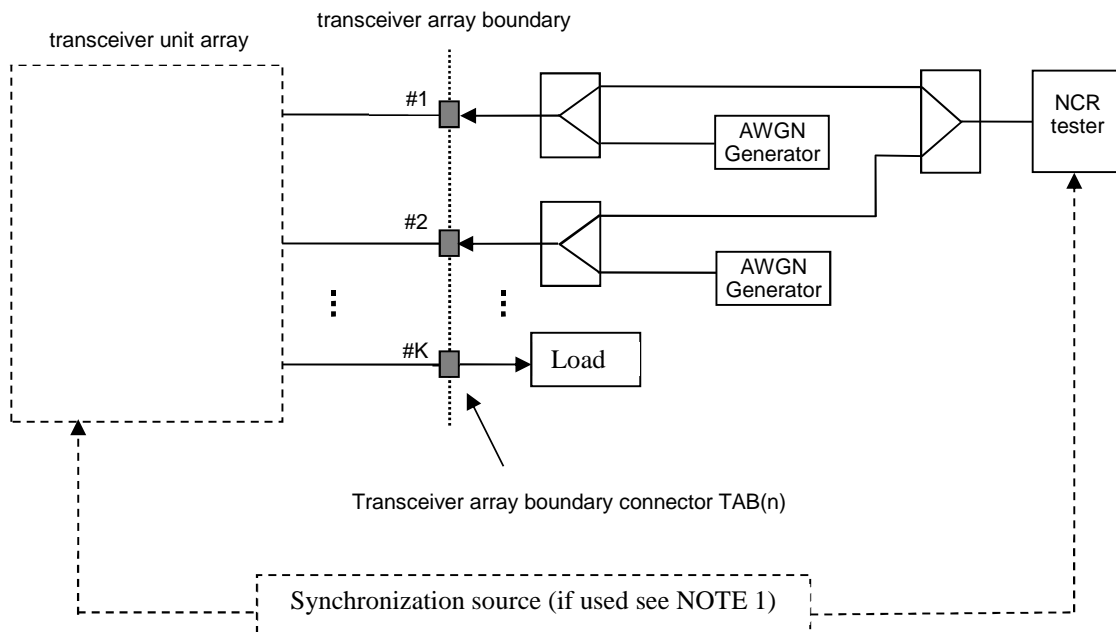 transceiver array boundary
transceiver unit array
#1
NCR
tester
AWGN
Generator
#2
AWGN
Generator
#K
Load
Transceiver array boundary connector TAB(n)
Synchronization source (if used see NOTE 1)